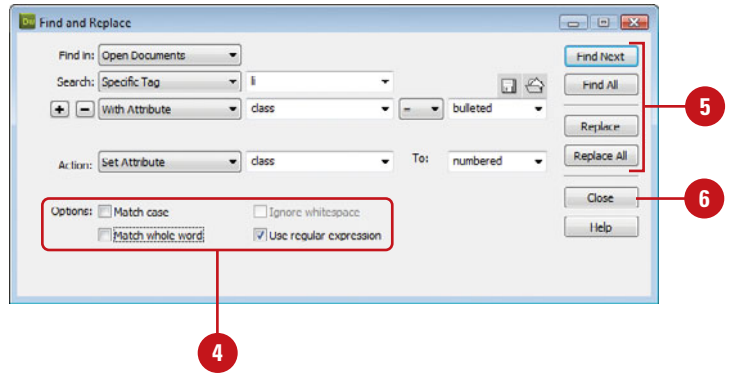 Dw Find and Replace
Find in: Open Documents
Find Next
Search: Specific Tag li
Find All
+ - With Attribute class = bulleted
5
Replace
Action: Set Attribute class To: numbered
Replace All
Close
6
Options: Match case Ignore whitespace
Help
Match whole word Use regular expression
4